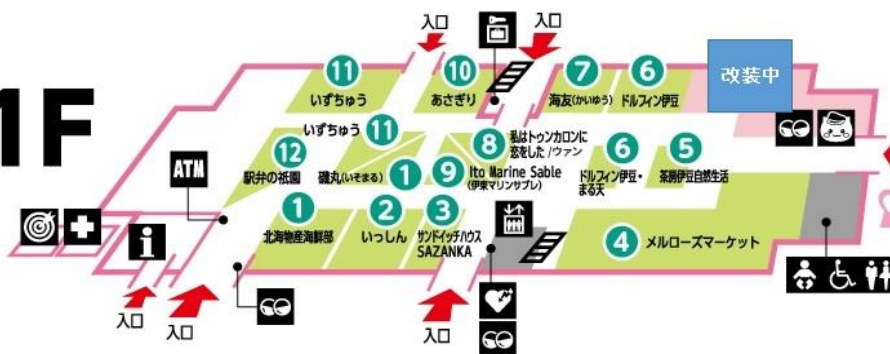 1F
入口
入口
11
いずちゅう
10
あさぎり
7
海友(かいゆう)
6
ドルフィン伊豆
改装中
いずちゅう
11
12
駅弁の祇園
磯丸(いそまる)
1
9
8
私はトゥンカロンに
恋をした /ヴァン
Ito Marine Sable
(伊東マリンサブレ)
6
ドルフィン伊豆・
まる天
5
茶房伊豆自然生活
ATM
1
北海物産海鮮部
2
いっしん
3
サンドイッチハウス
SAZANKA
4
メルローズマーケット
i
入口
入口
入口